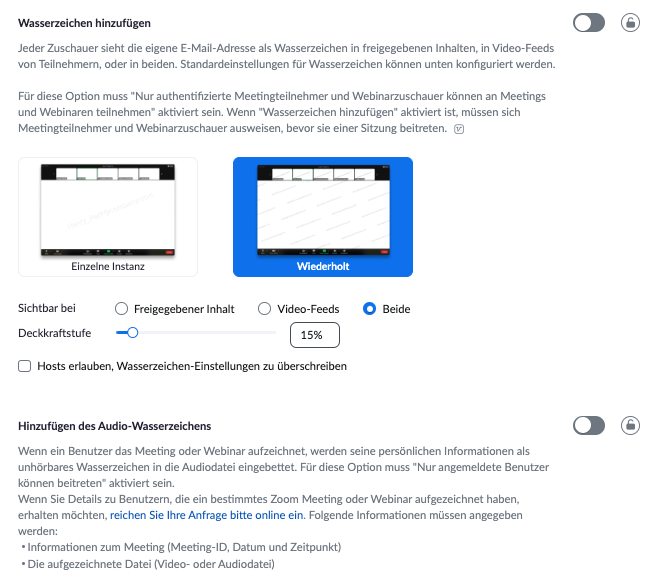 Wasserzeichen hinzufügen
Jeder Zuschauer sieht die eigene E-Mail-Adresse als Wasserzeichen in freigegebenen Inhalten, in Video-Feeds
von Teilnehmern, oder in beiden. Standardeinstellungen für Wasserzeichen können unten konfiguriert werden.
Für diese Option muss "Nur authentifizierte Meetingteilnehmer und Webinarzuschauer können an Meetings
und Webinaren teilnehmen" aktiviert sein. Wenn "Wasserzeichen hinzufügen" aktiviert ist, müssen sich
Meetingteilnehmer und Webinarzuschauer ausweisen, bevor sie einer Sitzung beitreten.
Einzelne Instanz
Wiederholt
Sichtbar bei Freigegebener Inhalt Video-Feeds Beide
Deckkraftstufe 15%
Hosts erlauben, Wasserzeichen-Einstellungen zu überschreiben
Hinzufügen des Audio-Wasserzeichens
Wenn ein Benutzer das Meeting oder Webinar aufzeichnet, werden seine persönlichen Informationen als
unhörbares Wasserzeichen in die Audiodatei eingebettet. Für diese Option muss "Nur angemeldete Benutzer
können beitreten" aktiviert sein.
Wenn Sie Details zu Benutzern, die ein bestimmtes Zoom Meeting oder Webinar aufgezeichnet haben,
erhalten möchten, reichen Sie Ihre Anfrage bitte online ein. Folgende Informationen müssen angegeben
werden:
• Informationen zum Meeting (Meeting-ID, Datum und Zeitpunkt)
• Die aufgezeichnete Datei (Video- oder Audiodatei)